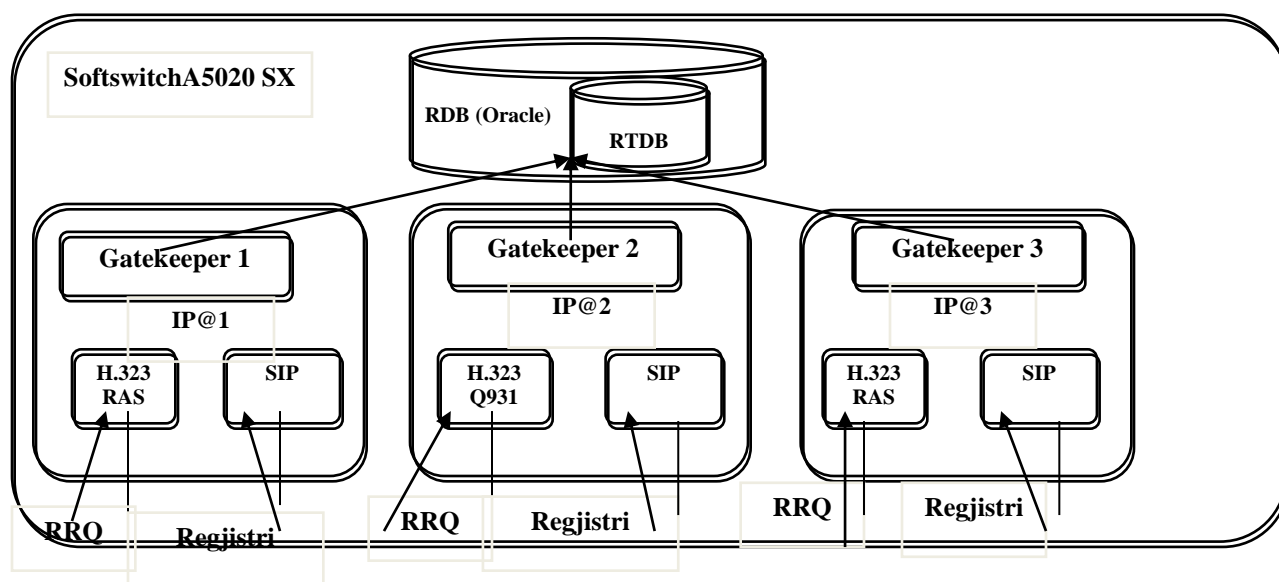 SoftswitchA5020 SX
RDB (Oracle)
RTDB
Gatekeeper 1
IP@1
H.323
RAS
SIP
Gatekeeper 2
IP@2
H.323
Q931
SIP
Gatekeeper 3
IP@3
H.323
RAS
SIP
RRQ
Regjistri
RRQ
Regjistri
RRQ
Regjistri